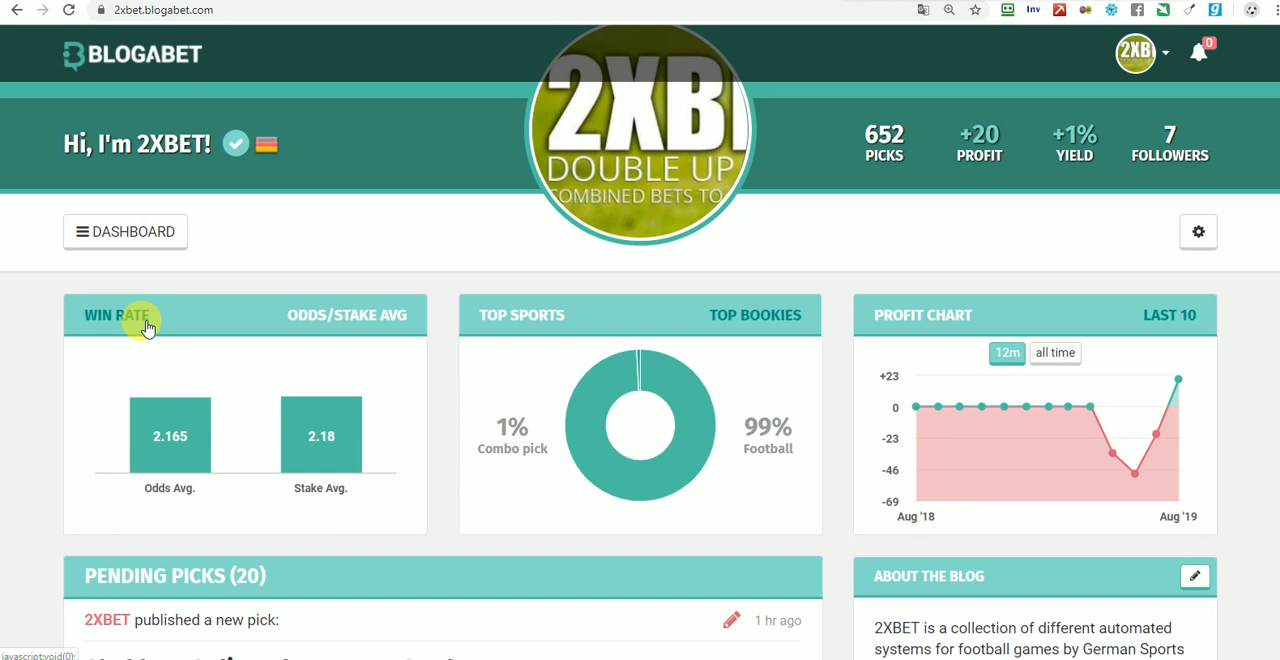 2xbet.blogabet.com
Inv
BLOGABET
2XB
0
2XB
DOUBLE UP
COMBINED BETS TO
Hi, I'm 2XBET!
652
PICKS
+20
PROFIT
+1%
YIELD
7
FOLLOWERS
DASHBOARD
WIN RATE
ODDS/STAKE AVG
2.165
2.18
Odds Avg.
Stake Avg.
TOP SPORTS
TOP BOOKIES
1%
Combo pick
99%
Football
PROFIT CHART
LAST 10
12m
all time
+23
0
-23
-46
-69
Aug '18
Aug '19
PENDING PICKS (20)
2XBET published a new pick:
1 hr ago
ABOUT THE BLOG
2XBET is a collection of different automated
systems for football games by German Sports
javascript:void(0);